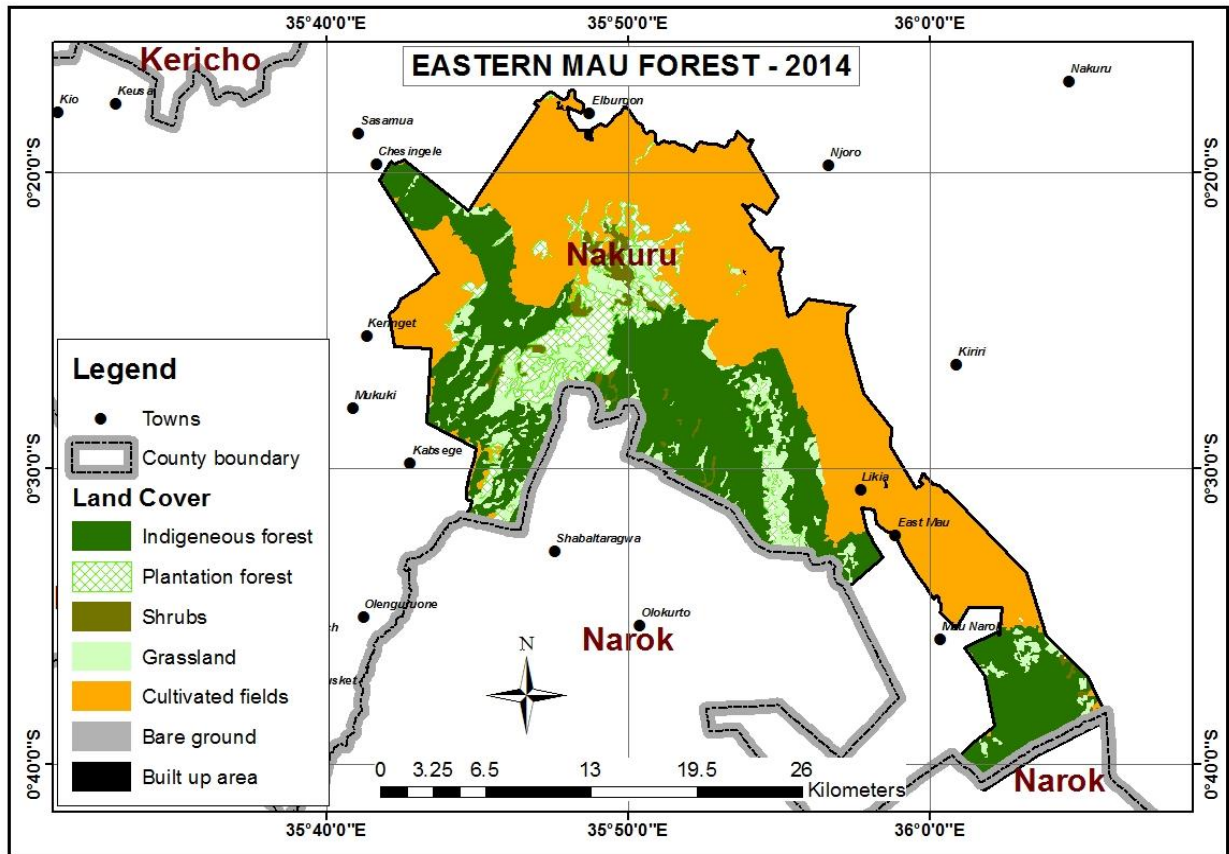 35°40'0"E
35°50'0"E
36°0'0"E
EASTERN MAU FOREST - 2014
Kericho
Kio
Keusa
Elburgon
Nakuru
Sasamua
Chesingele
Njoro
0°20'0"S
0°20'0"S
Nakuru
Keringet
Kiriri
Mukuki
Kabsege
0°30'0"S
0°30'0"S
Likia
East Mau
Shabaltaragwa
Olenguruone
Olokurto
Mau Narok
Narok
Legend
Towns
County boundary
Land Cover
Indigeneous forest
Plantation forest
Shrubs
Grassland
Cultivated fields
Bare ground
Built up area
ch
usket
N
0 3.25 6.5 13 19.5 26
Kilometers
Narok
0°40'0"S
0°40'0"S
35°40'0"E
35°50'0"E
36°0'0"E